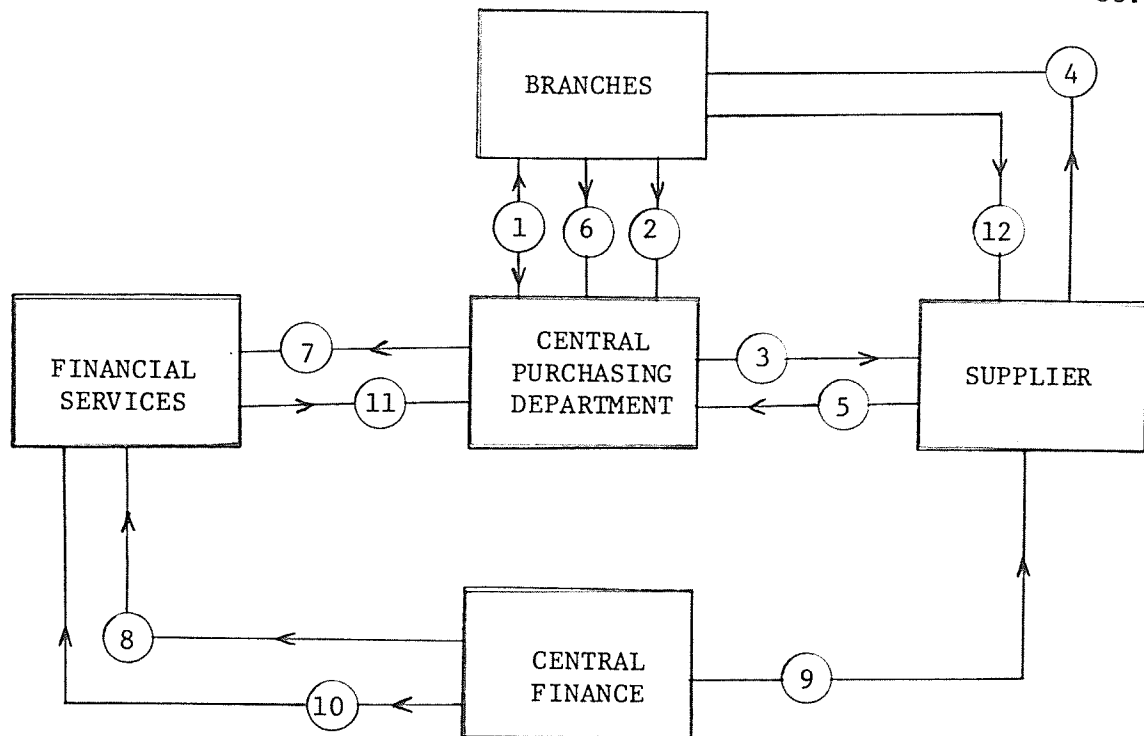 BRANCHES
4
1
6
2
12
FINANCIAL
SERVICES
7
11
CENTRAL
PURCHASING
DEPARTMENT
3
5
SUPPLIER
8
10
CENTRAL
FINANCE
9